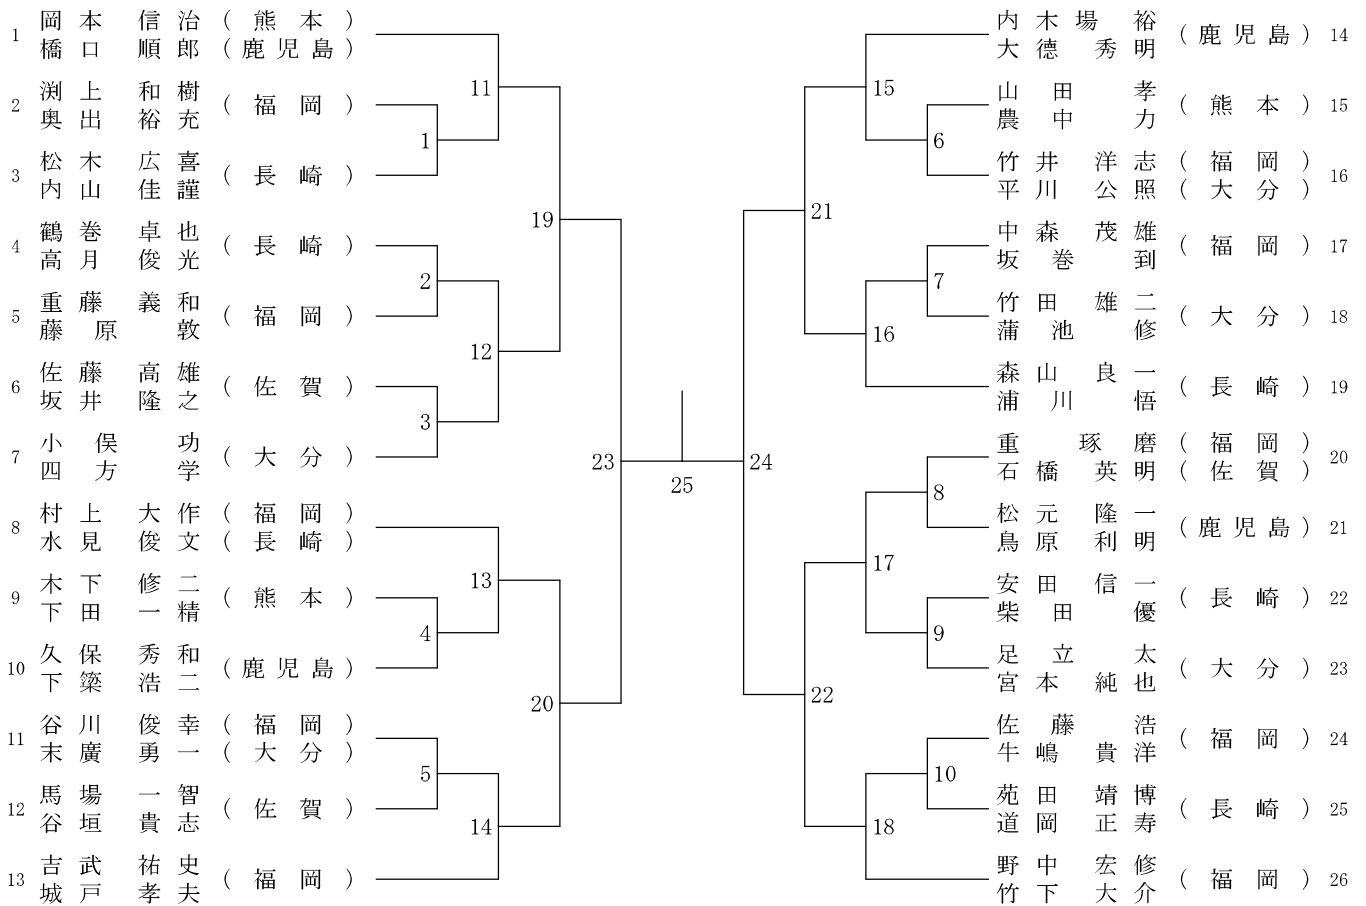 1 岡本 信治 (熊本)
橋口 順郎 (鹿児島)
2 渕上 和樹 (福岡)
奥出 裕充
3 松木 広喜 (長崎)
内山 佳謹
4 鶴巻 卓也 (長崎)
高月 俊光
5 重藤 義和 (福岡)
藤原 敦
6 佐藤 高雄 (佐賀)
坂井 隆之
7 小俣 功 (大分)
四方 学
8 村上 大作 (福岡)
水見 俊文 (長崎)
9 木下 修二 (熊本)
下田 一精
10 久保 秀和 (鹿児島)
下簗 浩二
11 谷川 俊幸 (福岡)
末廣 勇一 (大分)
12 馬場 一智 (佐賀)
谷垣 貴志
13 吉武 祐史 (福岡)
城戸 孝夫
11
1
19
2
12
3
23
13
4
20
5
14
25
15
6
21
7
16
24
8
17
9
22
10
18
内木場 裕 (鹿児島) 14
大德 秀明
山田 孝 (熊本) 15
農中 力
竹井 洋志 (福岡) 16
平川 公照 (大分)
中森 茂雄 (福岡) 17
坂巻 到
竹田 雄二 (大分) 18
蒲池 修
森山 良一 (長崎) 19
浦川 悟
重 琢磨 (福岡) 20
石橋 英明 (佐賀)
松元 隆一 (鹿児島) 21
鳥原 利明
安田 信一 (長崎) 22
柴田 優
足立 太 (大分) 23
宮本 純也
佐藤 浩 (福岡) 24
牛嶋 貴洋
苑田 靖博 (長崎) 25
道岡 正寿
野中 宏修 (福岡) 26
竹下 大介